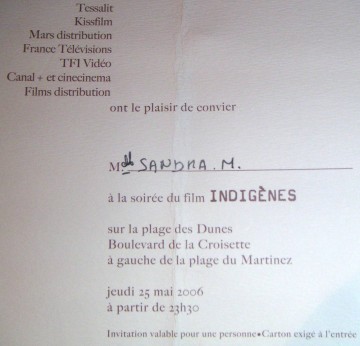 Tessalit
Kissfilm
Mars distribution
France Télévisions
TF1 Vidéo
Canal + et cinecinema
Films distribution
ont le plaisir de convier
Mdlle SANDRA.M.
à la soirée du film INDIGÈNES
sur la plage des Dunes
Boulevard de la Croisette
à gauche de la plage du Martinez
jeudi 25 mai 2006
à partir de 23h30
Invitation valable pour une personne•Carton exigé à l'entrée